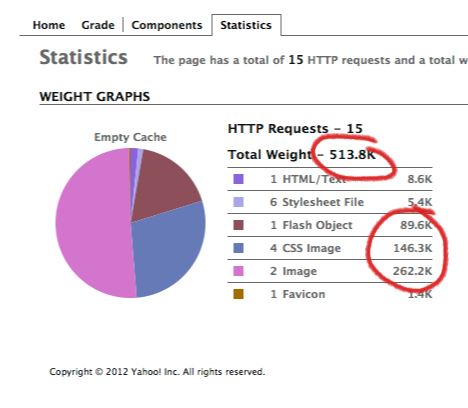 Home Grade Components Statistics
Statistics The page has a total of 15 HTTP requests and a total w
WEIGHT GRAPHS
Empty Cache
HTTP Requests – 15
Total Weight – 513.8K
1 HTML/Text 8.6K
6 Stylesheet File 5.4K
1 Flash Object 89.6K
4 CSS Image 146.3K
2 Image 262.2K
1 Favicon 1.4K
Copyright © 2012 Yahoo! Inc. All rights reserved.